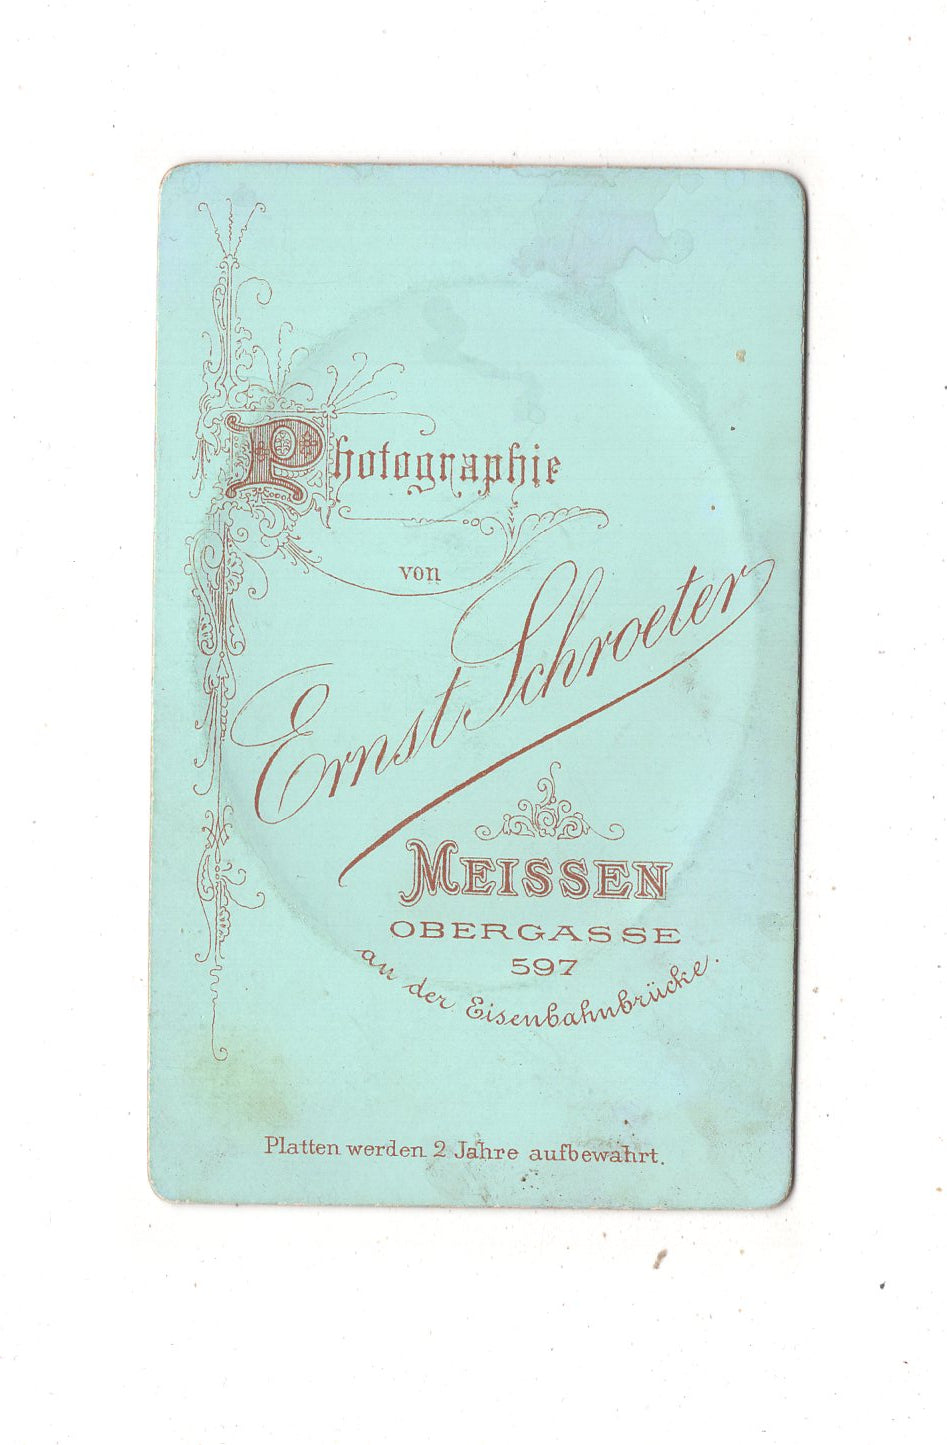 Photographie
von
Ernst Schroeter
MEISSEN
OBERGASSE
597
an der Eisenbahnbrücke.
Platten werden 2 Jahre aufbewahrt.